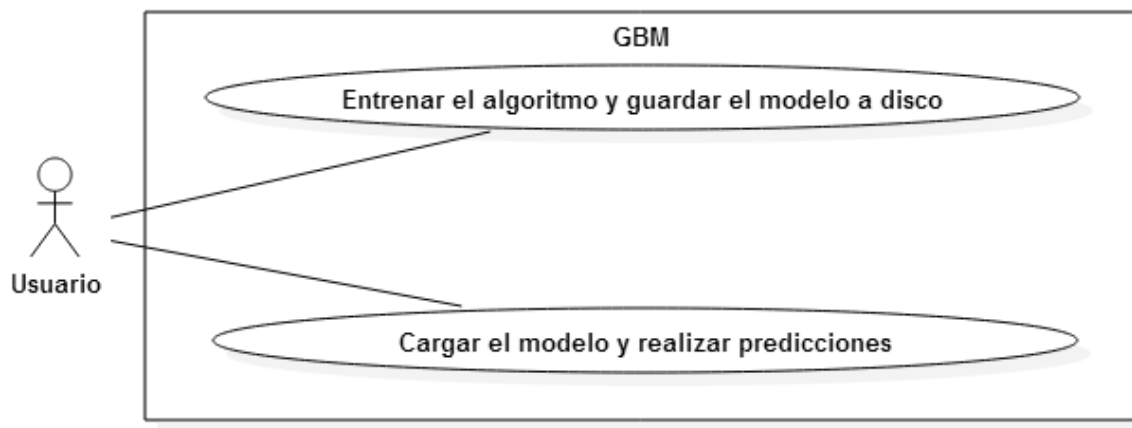 GBM
Entrenar el algoritmo y guardar el modelo a disco
Usuario
Cargar el modelo y realizar predicciones